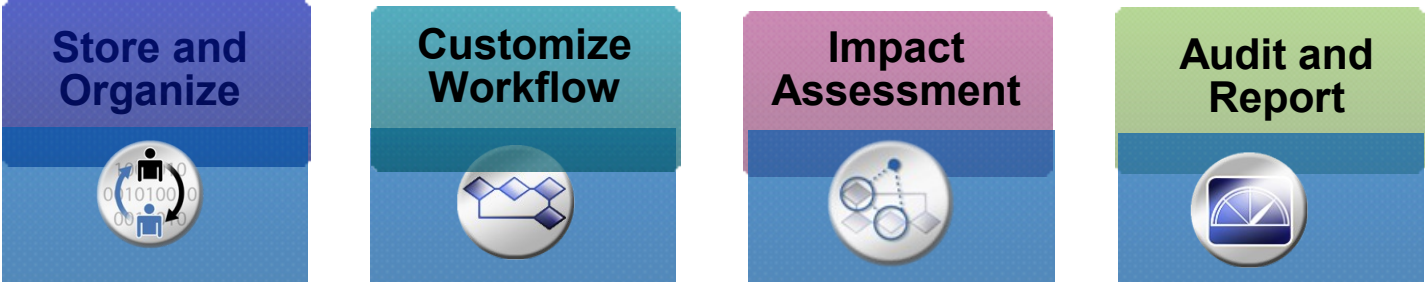 Store and
Organize
Customize
Workflow
Impact
Assessment
Audit and
Report